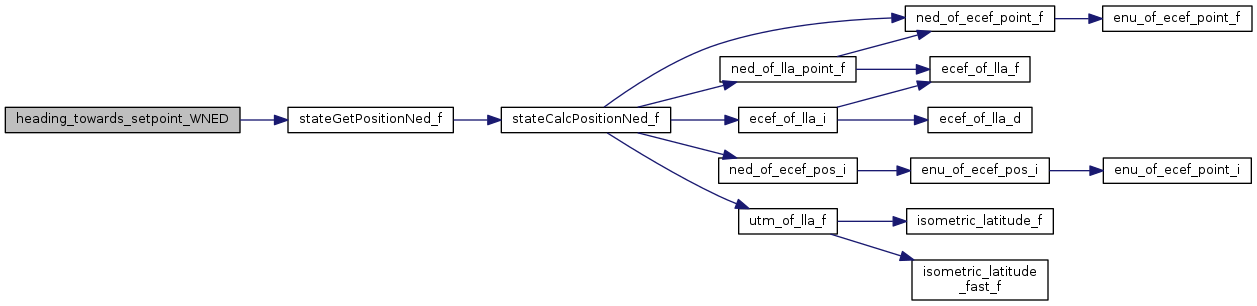 heading_towards_setpoint_WNED
stateGetPositionNed_f
stateCalcPositionNed_f
ned_of_ecef_point_f
enu_of_ecef_point_f
ned_of_lla_point_f
ecef_of_lla_f
ecef_of_lla_i
ecef_of_lla_d
ned_of_ecef_pos_i
enu_of_ecef_pos_i
enu_of_ecef_point_i
utm_of_lla_f
isometric_latitude_f
isometric_latitude
_fast_f